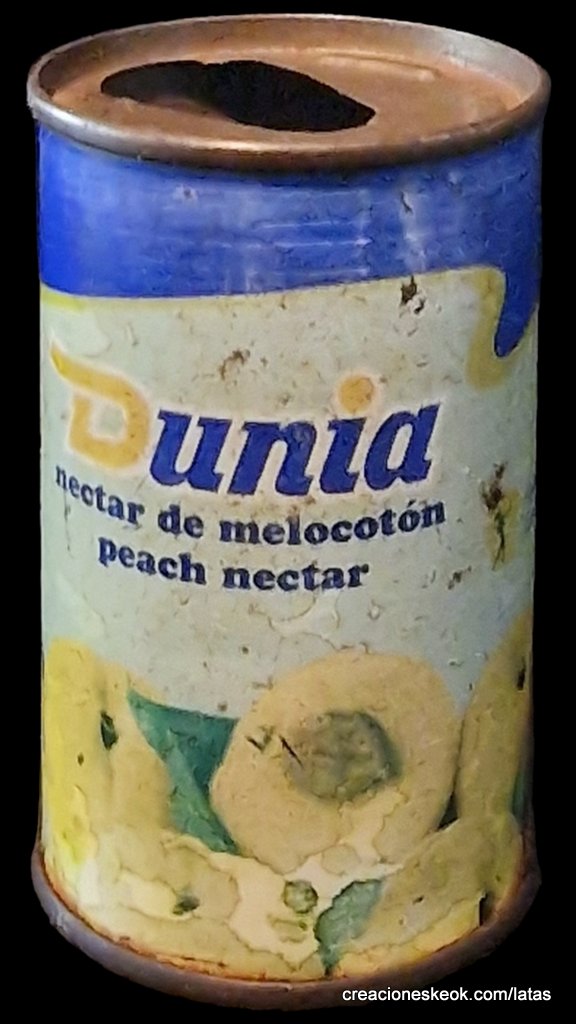 Dunia
nectar de melocotón
peach nectar
creacioneskeok.com/latas